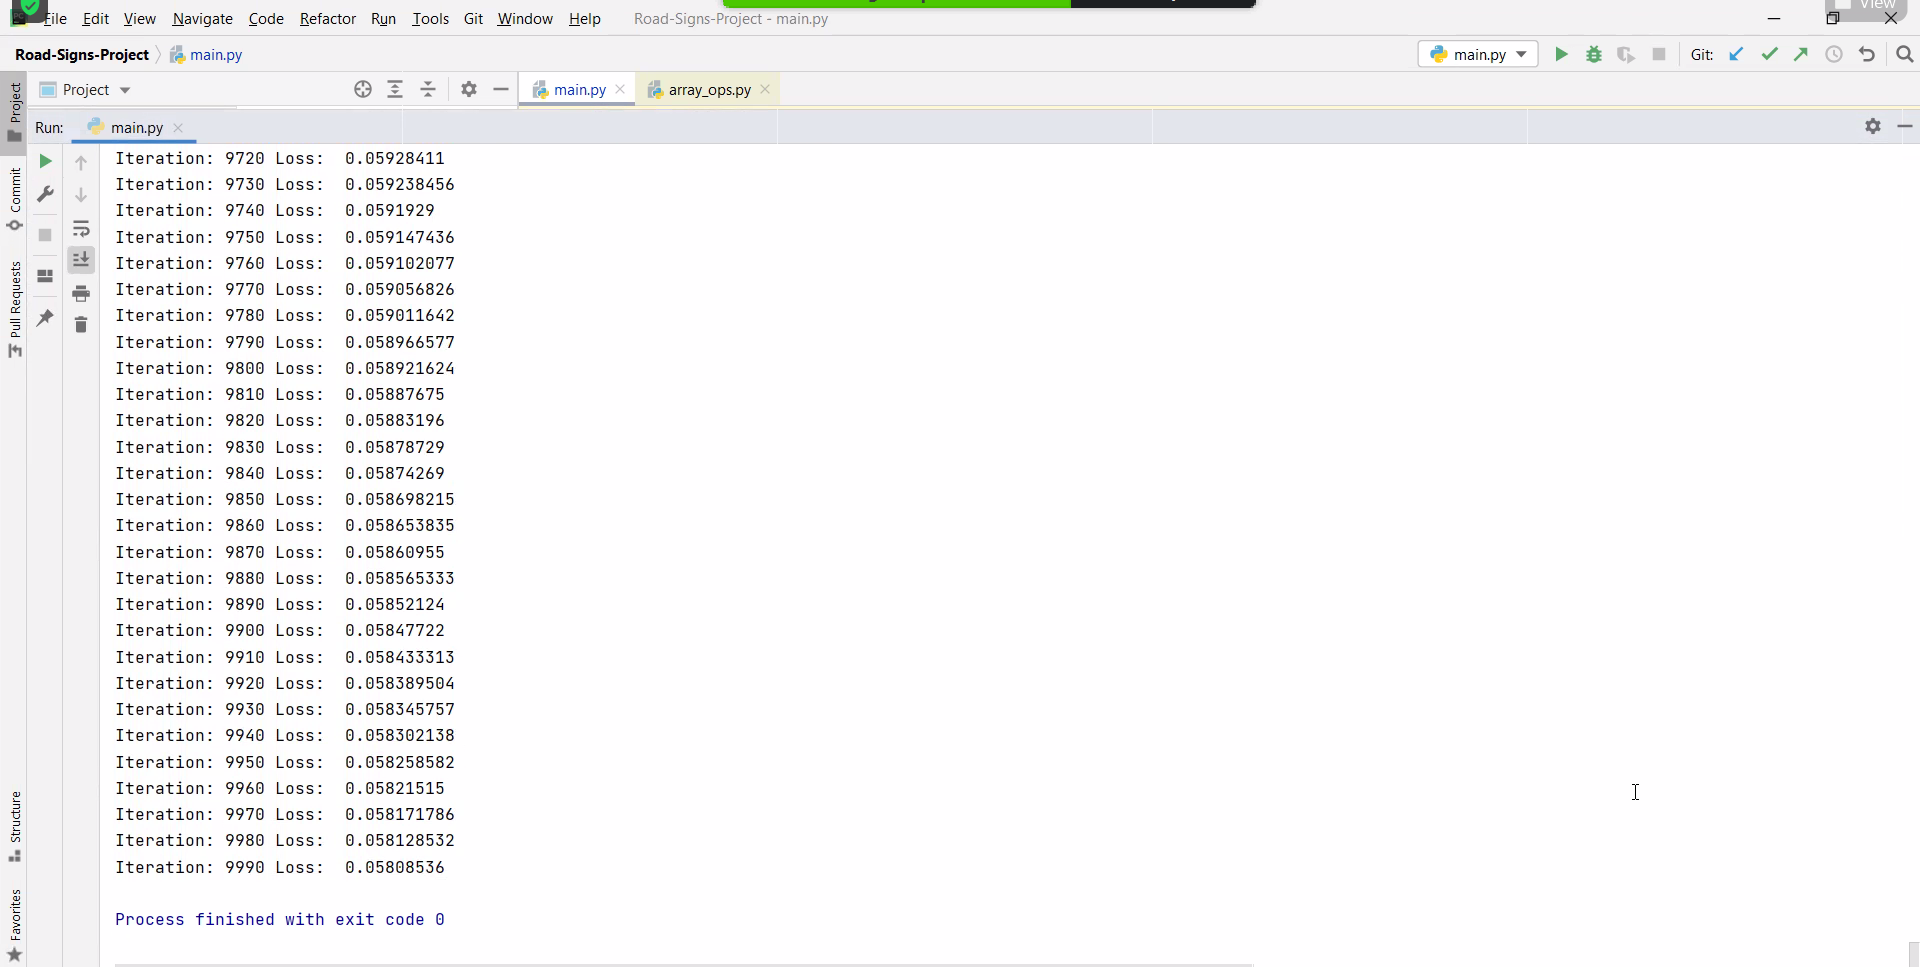 File Edit View Navigate Code Refactor Run Tools Git Window Help Road-Signs-Project - main.py
View
Road-Signs-Project main.py main.py Git:
Project main.py array_ops.py
Run: main.py
Project
Commit
Pull Requests
Structure
Favorites
Iteration: 9720 Loss: 0.05928411
Iteration: 9730 Loss: 0.059238456
Iteration: 9740 Loss: 0.0591929
Iteration: 9750 Loss: 0.059147436
Iteration: 9760 Loss: 0.059102077
Iteration: 9770 Loss: 0.059056826
Iteration: 9780 Loss: 0.059011642
Iteration: 9790 Loss: 0.058966577
Iteration: 9800 Loss: 0.058921624
Iteration: 9810 Loss: 0.05887675
Iteration: 9820 Loss: 0.05883196
Iteration: 9830 Loss: 0.05878729
Iteration: 9840 Loss: 0.05874269
Iteration: 9850 Loss: 0.058698215
Iteration: 9860 Loss: 0.058653835
Iteration: 9870 Loss: 0.05860955
Iteration: 9880 Loss: 0.058565333
Iteration: 9890 Loss: 0.05852124
Iteration: 9900 Loss: 0.05847722
Iteration: 9910 Loss: 0.058433313
Iteration: 9920 Loss: 0.058389504
Iteration: 9930 Loss: 0.058345757
Iteration: 9940 Loss: 0.058302138
Iteration: 9950 Loss: 0.058258582
Iteration: 9960 Loss: 0.05821515
Iteration: 9970 Loss: 0.058171786
Iteration: 9980 Loss: 0.058128532
Iteration: 9990 Loss: 0.05808536
Process finished with exit code 0